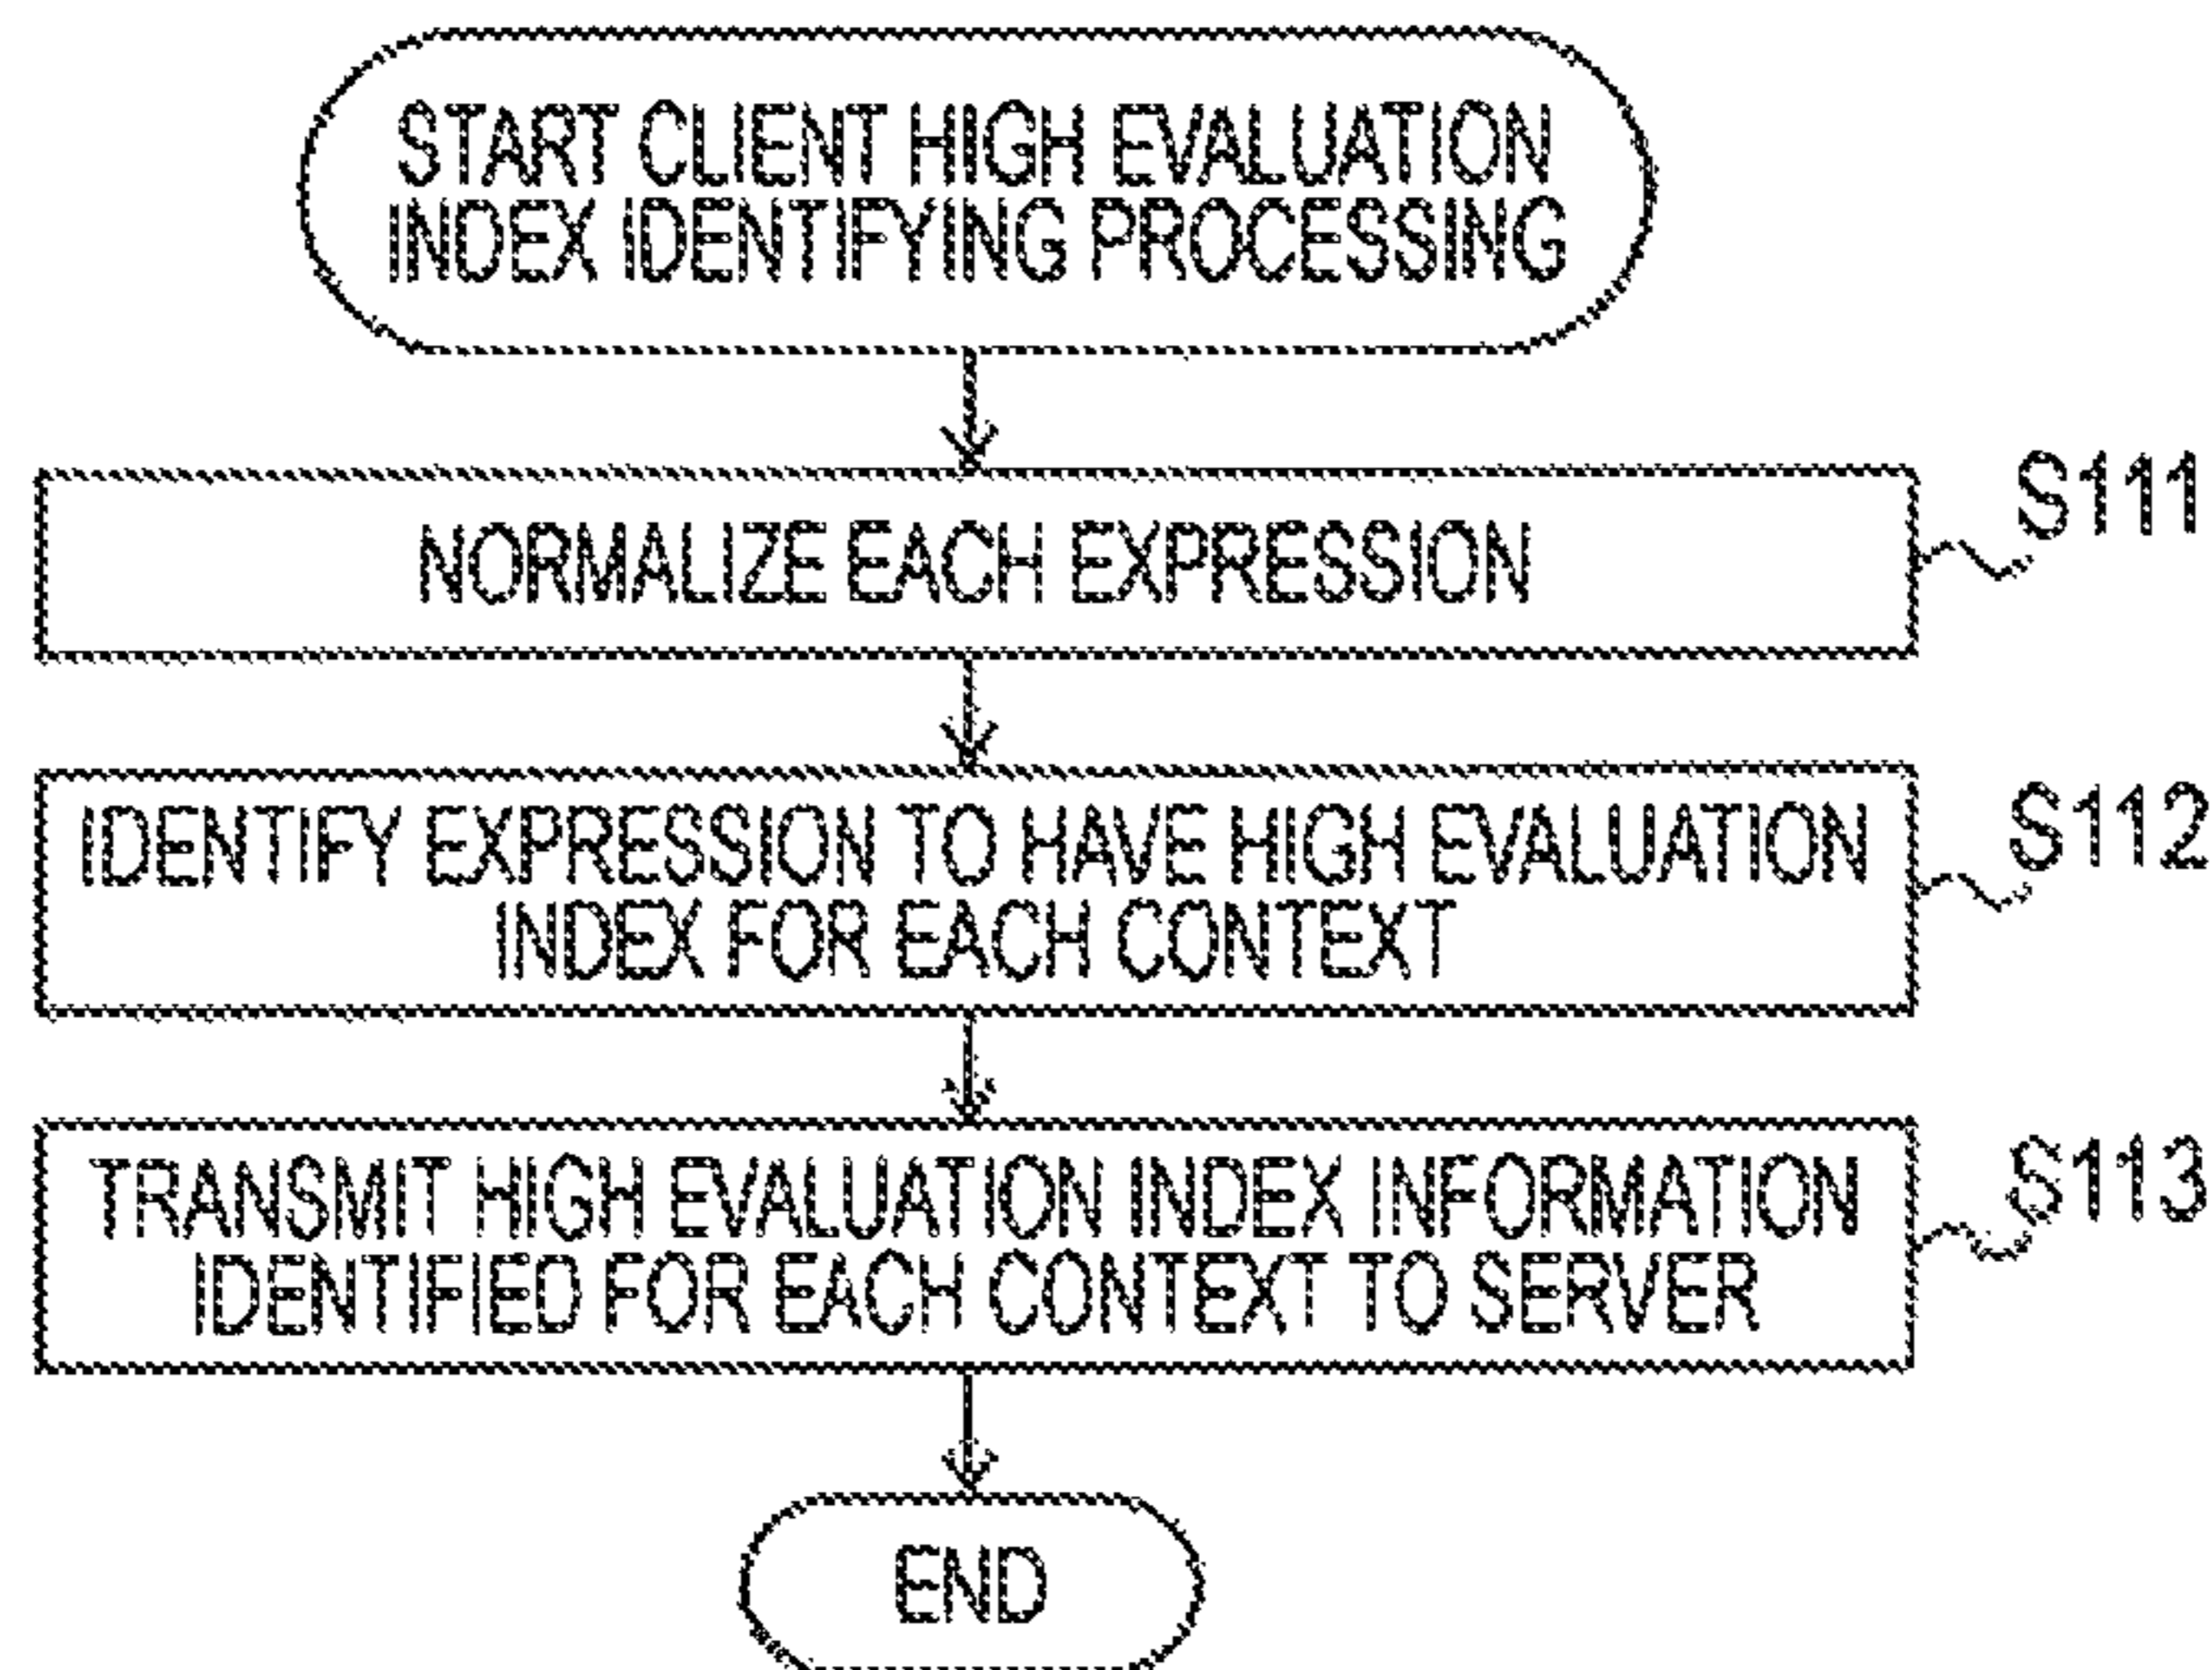 START CLIENT HIGH EVALUATION
INDEX IDENTIFYING PROCESSING
NORMALIZE EACH EXPRESSION
S111
IDENTIFY EXPRESSION TO HAVE HIGH EVALUATION
INDEX FOR EACH CONTEXT
S112
TRANSMIT HIGH EVALUATION INDEX INFORMATION
IDENTIFIED FOR EACH CONTEXT TO SERVER
S113
END